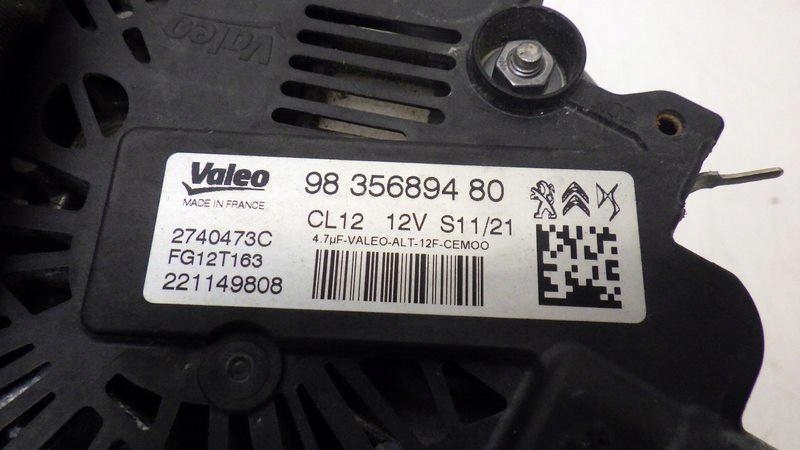 Valeo
Valeo
MADE IN FRANCE
98 356894 80
CL12 12V S11/21
4.7µF-VALEO-ALT-12F-CEMOO
2740473C
FG12T163
221149808